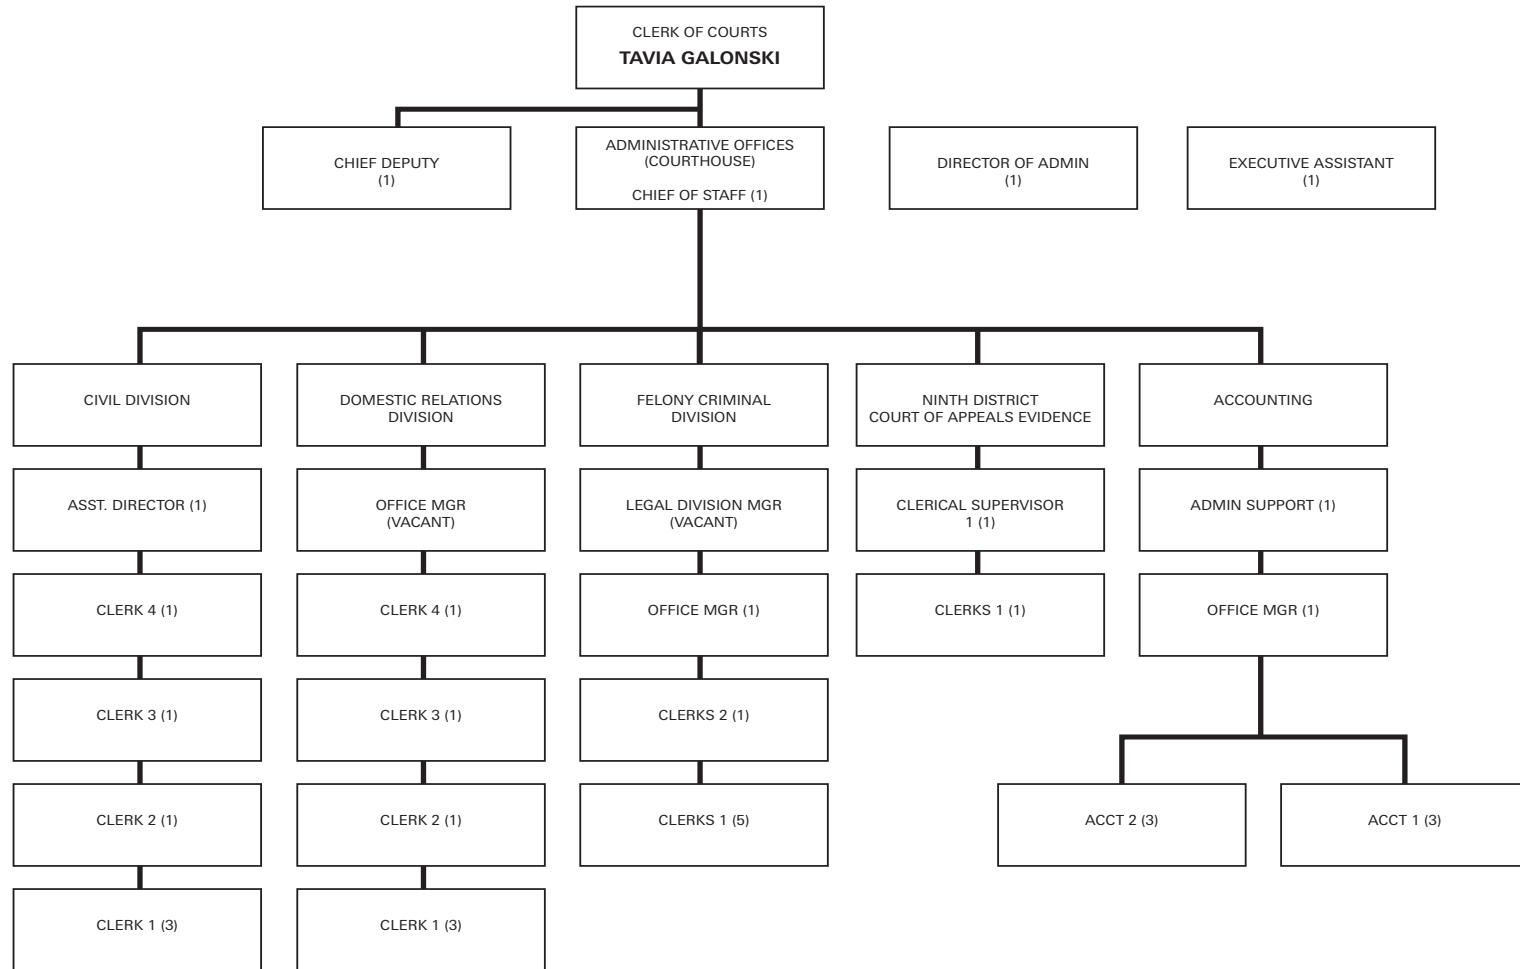 CLERK OF COURTS
TAVIA GALONSKI
CHIEF DEPUTY
(1)
ADMINISTRATIVE OFFICES
(COURTHOUSE)
CHIEF OF STAFF (1)
DIRECTOR OF ADMIN
(1)
EXECUTIVE ASSISTANT
(1)
CIVIL DIVISION
DOMESTIC RELATIONS
DIVISION
FELONY CRIMINAL
DIVISION
NINTH DISTRICT
COURT OF APPEALS EVIDENCE
ACCOUNTING
ASST. DIRECTOR (1)
OFFICE MGR
(VACANT)
LEGAL DIVISION MGR
(VACANT)
CLERICAL SUPERVISOR
1 (1)
ADMIN SUPPORT (1)
CLERK 4 (1)
CLERK 4 (1)
OFFICE MGR (1)
CLERKS 1 (1)
OFFICE MGR (1)
CLERK 3 (1)
CLERK 3 (1)
CLERKS 2 (1)
CLERK 2 (1)
CLERK 2 (1)
CLERKS 1 (5)
ACCT 2 (3)
ACCT 1 (3)
CLERK 1 (3)
CLERK 1 (3)